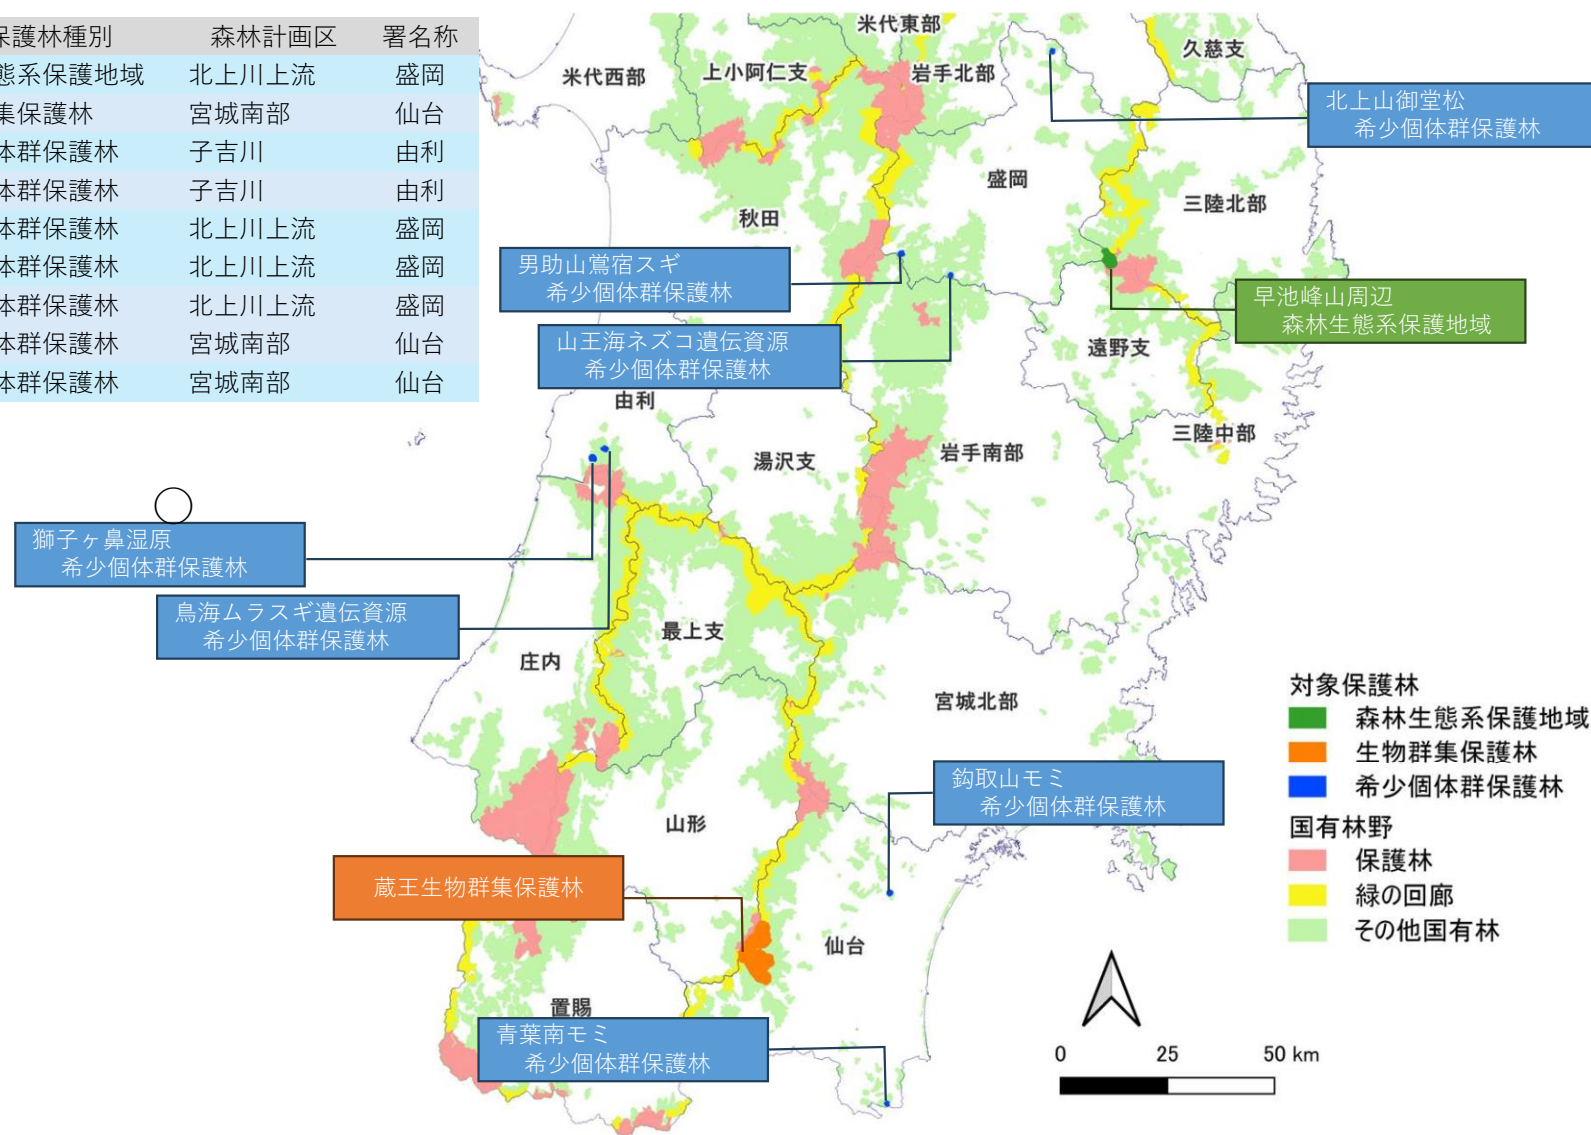 保護林種別 森林計画区 署名称
態系保護地域 北上川上流 盛岡
集保護林 宮城南部 仙台
体群保護林 子吉川 由利
体群保護林 子吉川 由利
体群保護林 北上川上流 盛岡
体群保護林 北上川上流 盛岡
体群保護林 北上川上流 盛岡
体群保護林 宮城南部 仙台
体群保護林 宮城南部 仙台
米代東部
久慈支
米代西部
上小阿仁支
岩手北部
北上山御堂松
希少個体群保護林
盛岡
三陸北部
秋田
男助山鶯宿スギ
希少個体群保護林
早池峰山周辺
森林生態系保護地域
山王海ネズコ遺伝資源
希少個体群保護林
遠野支
由利
三陸中部
湯沢支
岩手南部
獅子ヶ鼻湿原
希少個体群保護林
鳥海ムラスギ遺伝資源
希少個体群保護林
最上支
庄内
宮城北部
対象保護林
森林生態系保護地域
生物群集保護林
希少個体群保護林
国有林野
保護林
緑の回廊
その他国有林
鈎取山モミ
希少個体群保護林
山形
蔵王生物群集保護林
仙台
置賜
青葉南モミ
希少個体群保護林
0 25 50 km